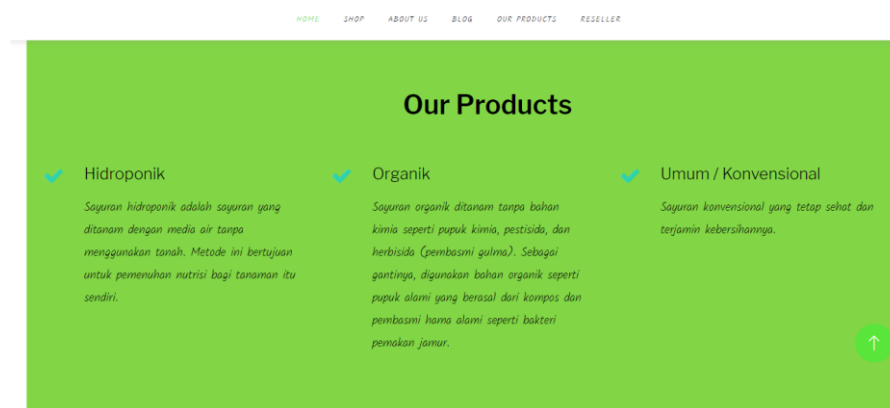 HOME SHOP ABOUT US BLOG OUR PRODUCTS RESELLER
Our Products
Hidroponik
Sayuran hidroponik adalah sayuran yang
ditanam dengan media air tanpa
menggunakan tanah. Metode ini bertujuan
untuk pemenuhan nutrisi bagi tanaman itu
sendiri.
Organik
Sayuran organik ditanam tanpa bahan
kimia seperti pupuk kimia, pestisida, dan
herbisida (pembasmi gulma). Sebagai
gantinya, digunakan bahan organik seperti
pupuk alami yang berasal dari kompos dan
pembasmi hama alami seperti bakteri
pemakan jamur.
Umum / Konvensional
Sayuran konvensional yang tetap sehat dan
terjamin kebersihannya.